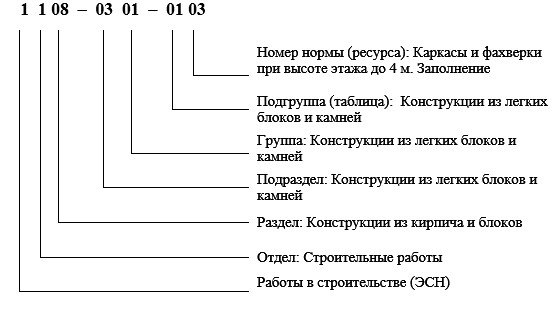 1 1 08 – 03 01 – 01 03
Номер нормы (ресурса): Каркасы и фахверки
при высоте этажа до 4 м. Заполнение
Подгруппа (таблица): Конструкции из легких
блоков и камней
Группа: Конструкции из легких блоков и
камней
Подраздел: Конструкции из легких блоков и
камней
Раздел: Конструкции из кирпича и блоков
Отдел: Строительные работы
Работы в строительстве (ЭСН)